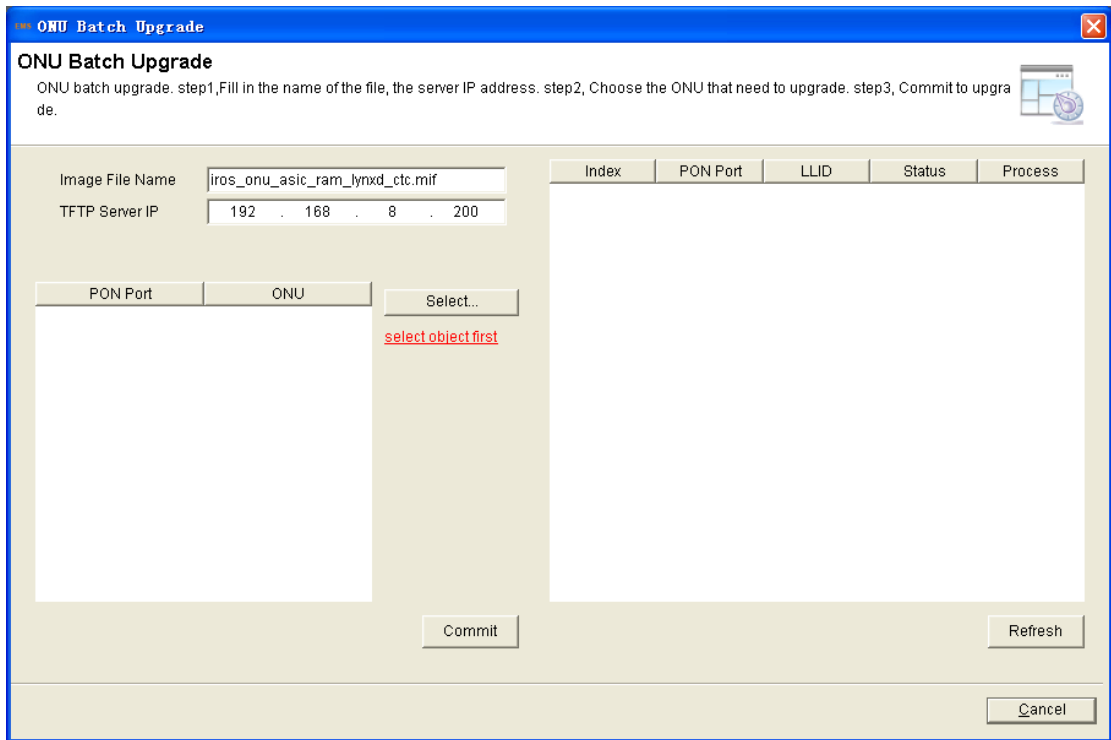 EMS ONU Batch Upgrade
ONU Batch Upgrade
ONU batch upgrade. step1,Fill in the name of the file, the server IP address. step2, Choose the ONU that need to upgrade. step3, Commit to upgra
de.
Image File Name iros_onu_asic_ram_lynxd_ctc.mif
TFTP Server IP 192 . 168 . 8 . 200
PON Port ONU
Select...
select object first
Commit
Index PON Port LLID Status Process
Refresh
Cancel